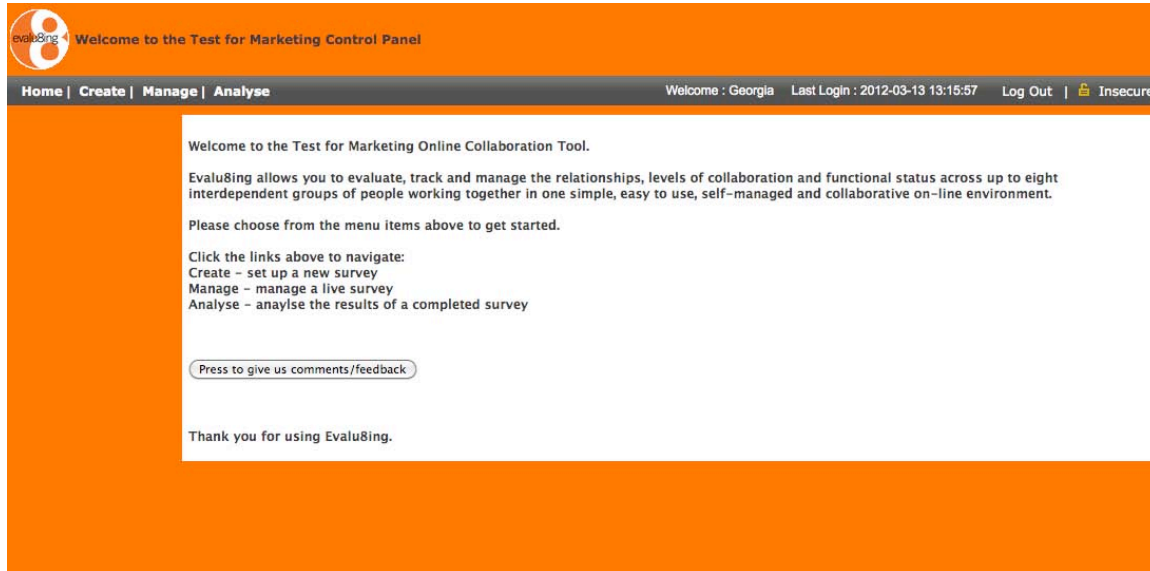 evalu8ing
Welcome to the Test for Marketing Control Panel
Home | Create | Manage | Analyse
Welcome : Georgia Last Login : 2012-03-13 13:15:57 Log Out | Insecure
Welcome to the Test for Marketing Online Collaboration Tool.
Evalu8ing allows you to evaluate, track and manage the relationships, levels of collaboration and functional status across up to eight
interdependent groups of people working together in one simple, easy to use, self-managed and collaborative on-line environment.
Please choose from the menu items above to get started.
Click the links above to navigate:
Create – set up a new survey
Manage – manage a live survey
Analyse – anaylse the results of a completed survey
Press to give us comments/feedback
Thank you for using Evalu8ing.